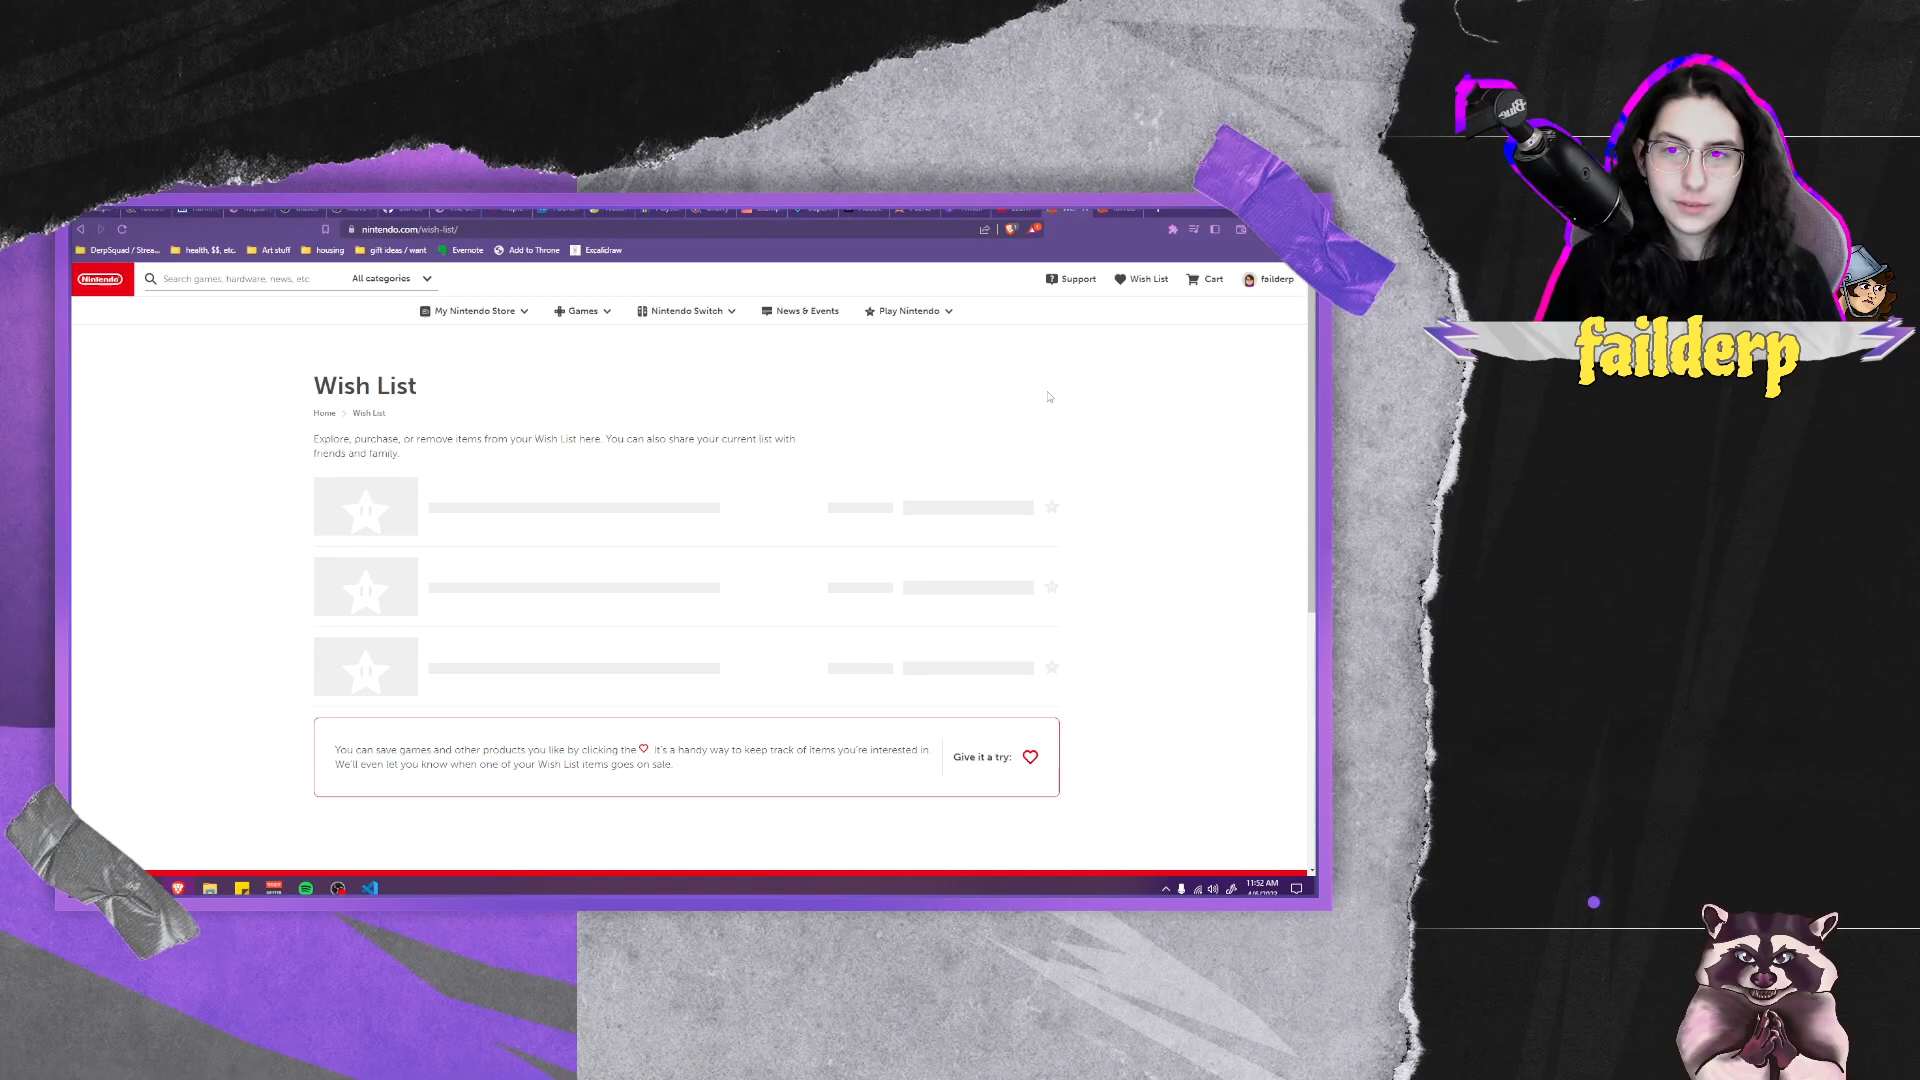 nintendo.com/wish-list/
DerpSquad / Strea...
health, $$, etc.
Art stuff
housing
gift ideas / want
Evernote
Add to Throne
Excalidraw
Nintendo
Search games, hardware, news, etc
All categories
Support
Wish List
Cart
failderp
My Nintendo Store
Games
Nintendo Switch
News & Events
Play Nintendo
Wish List
Home > Wish List
Explore, purchase, or remove items from your Wish List here. You can also share your current list with
friends and family.
You can save games and other products you like by clicking the ♡ It's a handy way to keep track of items you're interested in.
We'll even let you know when one of your Wish List items goes on sale.
Give it a try:
11:52 AM
failderp
Blue